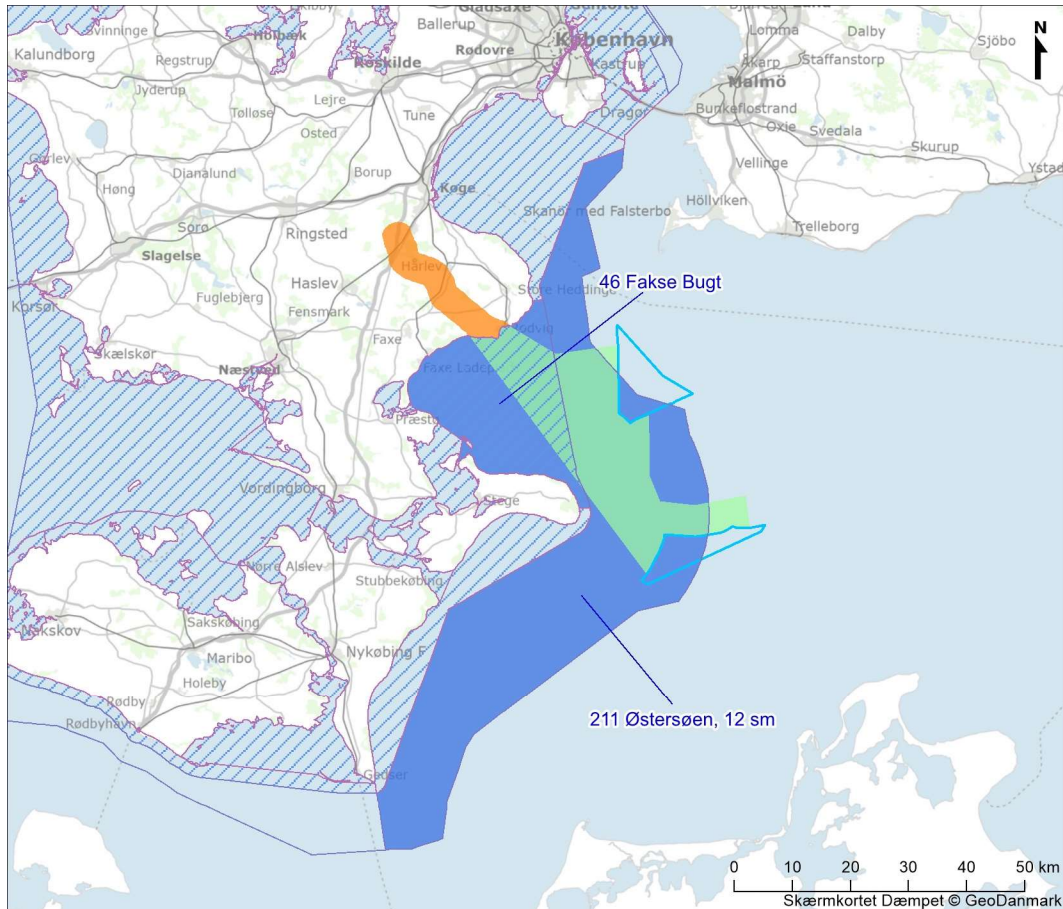 Gladsaxe
Svinninge
Holbæk
Ballerup
Lomma
Dalby
Sjöbo
N
Kalundborg
Regstrup
Rødovre
København
Åkarp
Staffanstorp
Roskilde
Kastrup
Malmö
Jyderup
Lejre
Tune
Bunkeflostrand
Tølløse
Dragør
Oxie
Svedala
Osted
Skurup
Gørlev
Dianalund
Borup
Vellinge
Ystad
Høng
Køge
Höllviken
Sorø
Ringsted
Skanör med Falsterbo
Trelleborg
Slagelse
Hårlev
Haslev
46 Fakse Bugt
Korsør
Fuglebjerg
Store Heddinge
Fensmark
Rødvig
Skælskør
Faxe
Næstved
Faxe Ladep
Præstø
Vordingborg
Stege
Nørre Alslev
Stubbekøbing
Nakskov
Sakskøbing
Maribo
Nykøbing F
Holeby
211 Østersøen, 12 sm
Rødby
Rødbyhavn
Gedser
0 10 20 30 40 50 km
Skærmkortet Dæmpet © GeoDanmark